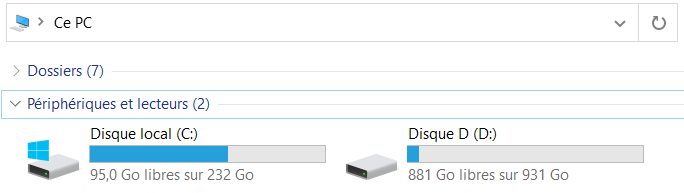 Ce PC
Dossiers (7)
Périphériques et lecteurs (2)
Disque local (C:)
95,0 Go libres sur 232 Go
Disque D (D:)
881 Go libres sur 931 Go